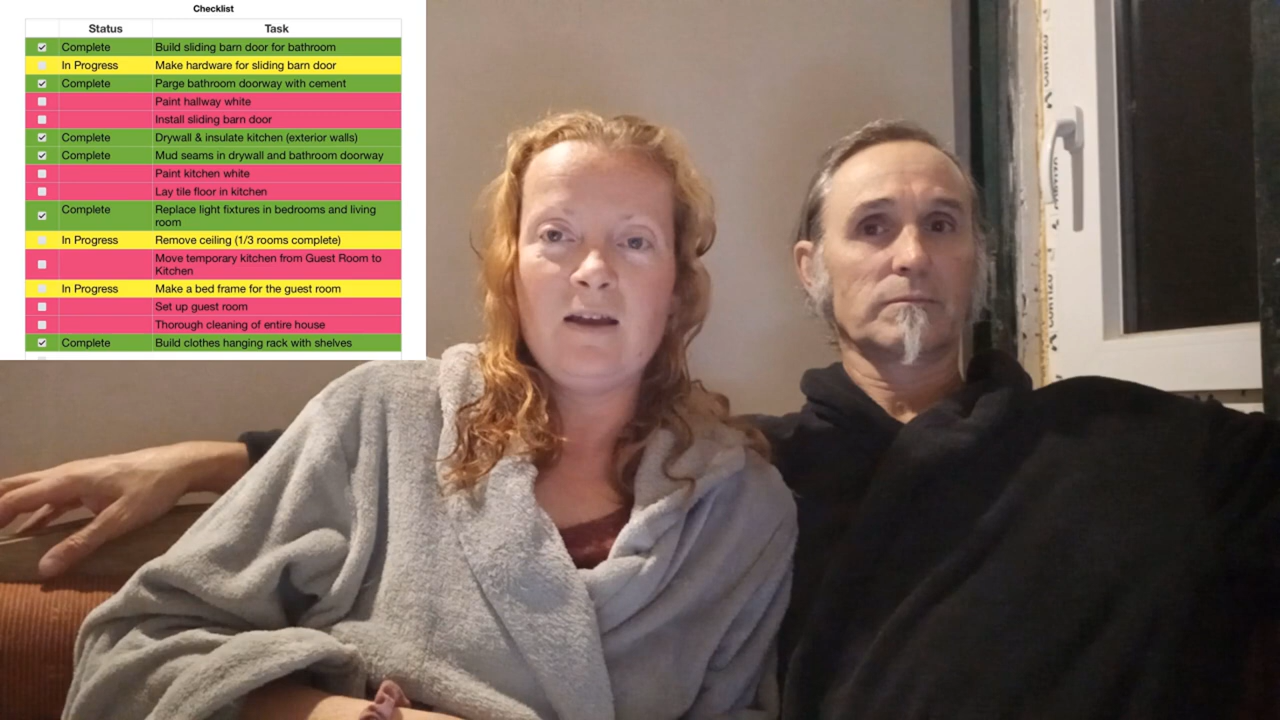 Checklist
Status Task
Complete Build sliding barn door for bathroom
In Progress Make hardware for sliding barn door
Complete Parge bathroom doorway with cement
Paint hallway white
Install sliding barn door
Complete Drywall & insulate kitchen (exterior walls)
Complete Mud seams in drywall and bathroom doorway
Paint kitchen white
Lay tile floor in kitchen
Complete Replace light fixtures in bedrooms and living
room
In Progress Remove ceiling (1/3 rooms complete)
Move temporary kitchen from Guest Room to
Kitchen
In Progress Make a bed frame for the guest room
Set up guest room
Thorough cleaning of entire house
Complete Build clothes hanging rack with shelves
CORTIZO